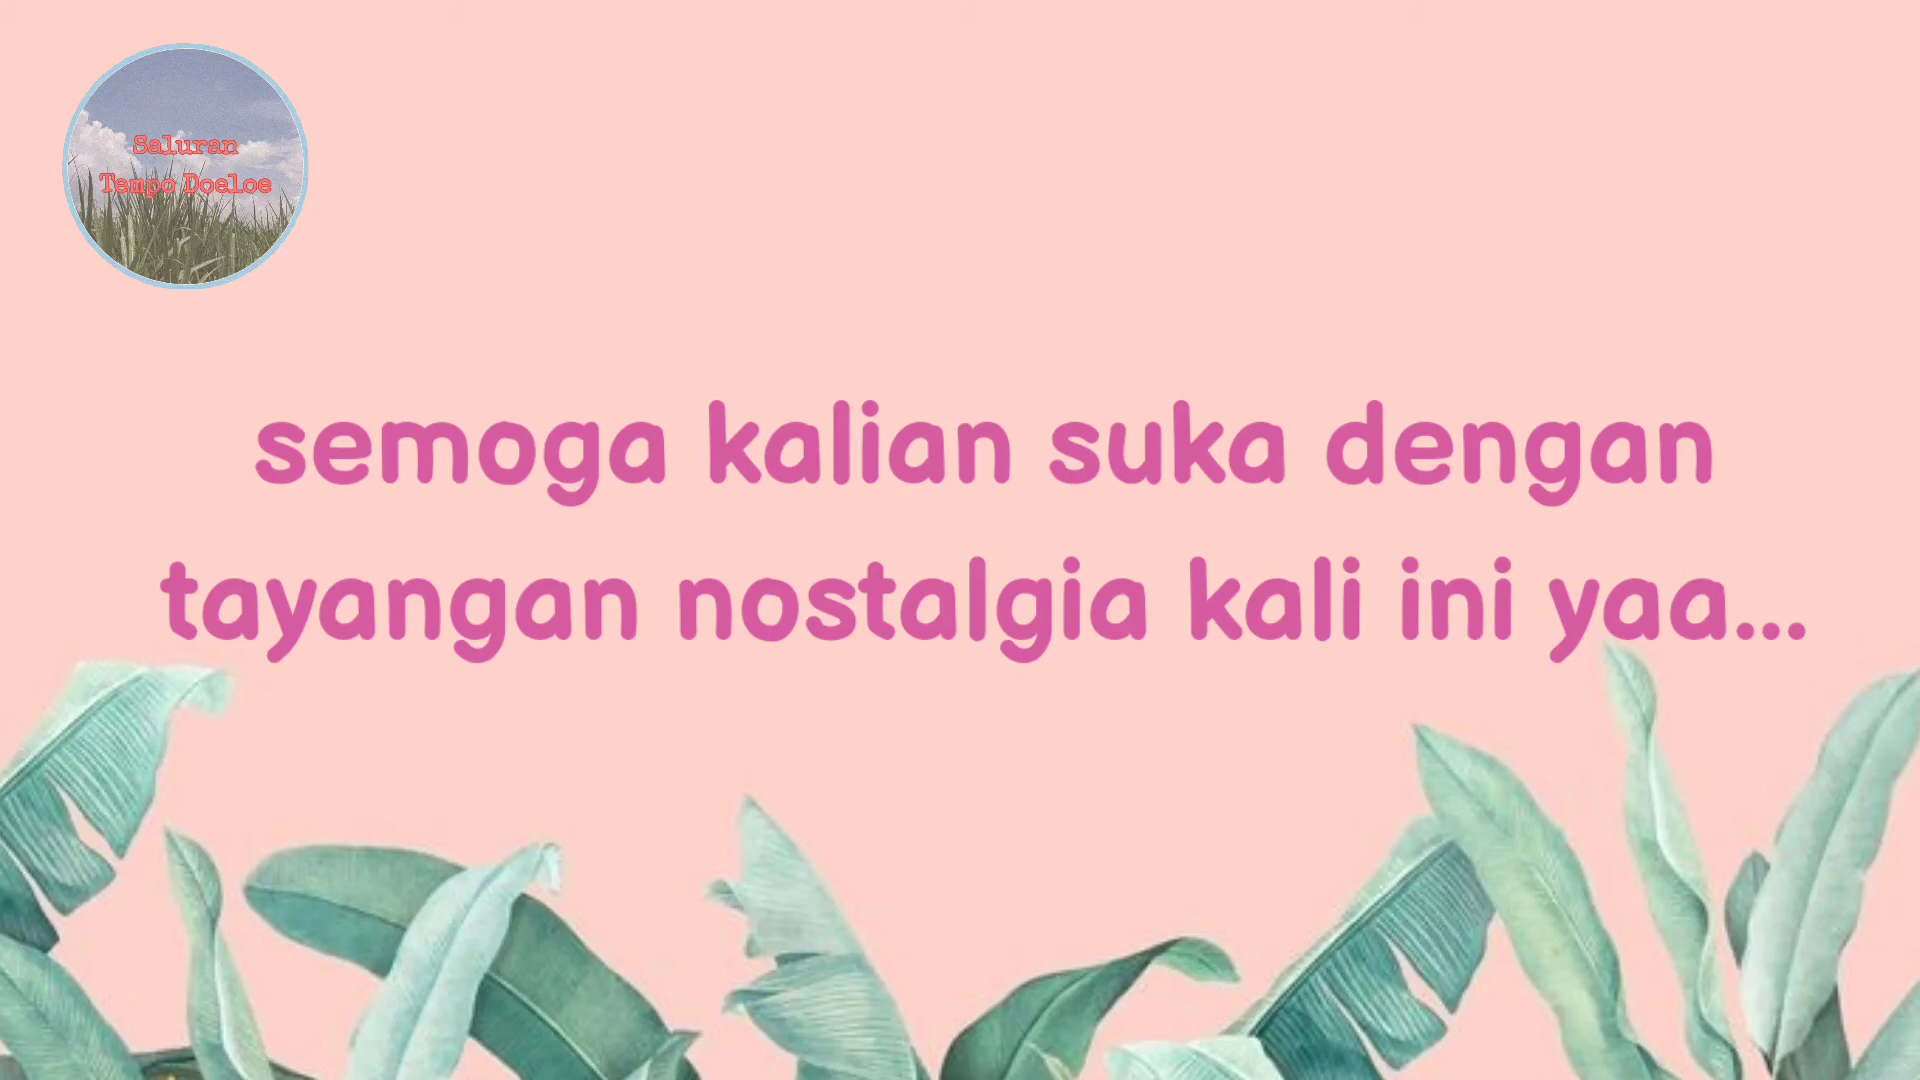 Saluran
Tempo Doeloe
semoga kalian suka dengan
tayangan nostalgia kali ini yaa...